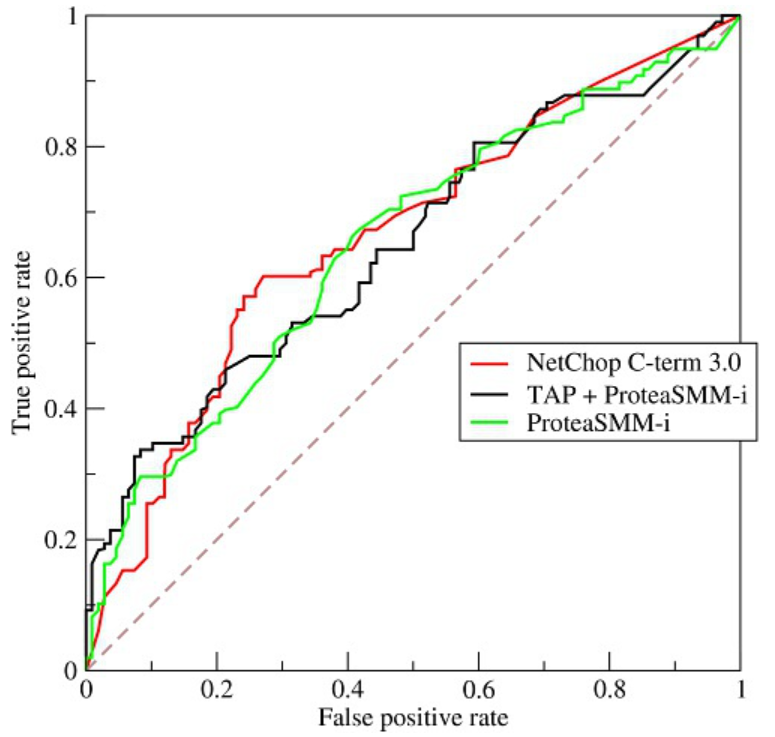 1
0.8
0.6
0.4
0.2
0
True positive rate
NetChop C-term 3.0
TAP + ProteaSMM-i
ProteaSMM-i
0 0.2 0.4 0.6 0.8 1
False positive rate